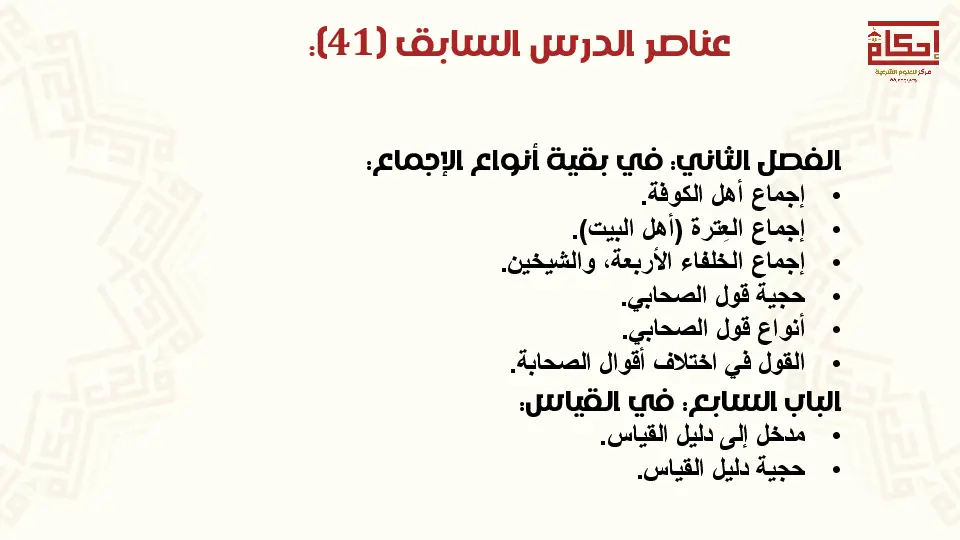 عناصر الدرس السابق (41):
إحكام
مركز للعلوم الشرعية
الفصل الثاني: في بقية أنواع الإجماع:
• إجماع أهل الكوفة.
• إجماع العِترة (أهل البيت).
• إجماع الخلفاء الأربعة، والشيخين.
• حجية قول الصحابي.
• أنواع قول الصحابي.
• القول في اختلاف أقوال الصحابة.
الباب السابع: في القياس:
• مدخل إلى دليل القياس.
• حجية دليل القياس.